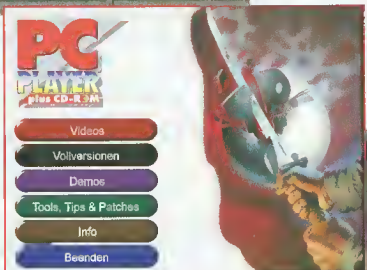 PC
PLAYER
plus CD-ROM
Videos
Vollversionen
Demos
Tools, Tips & Patches
Info
Beenden